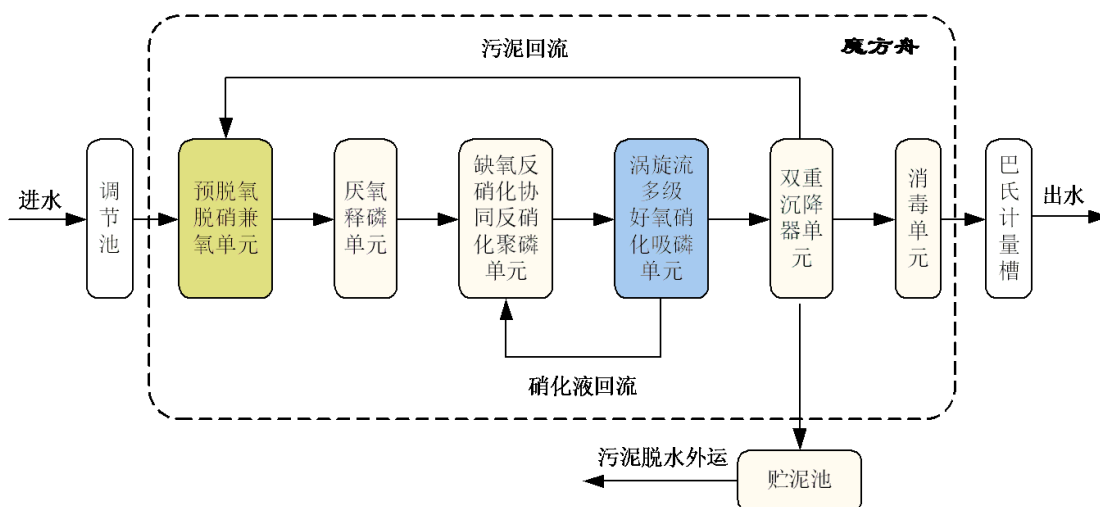 污泥回流
魔方舟
进水
调
节
池
预脱氧
脱硝兼
氧单元
厌氧
释磷
单元
缺氧反
硝化协
同反硝
化聚磷
单元
涡旋流
多级
好氧硝
化吸磷
单元
双重
沉降
器单
元
消
毒
单
元
巴
氏
计
量
槽
出水
硝化液回流
污泥脱水外运
贮泥池